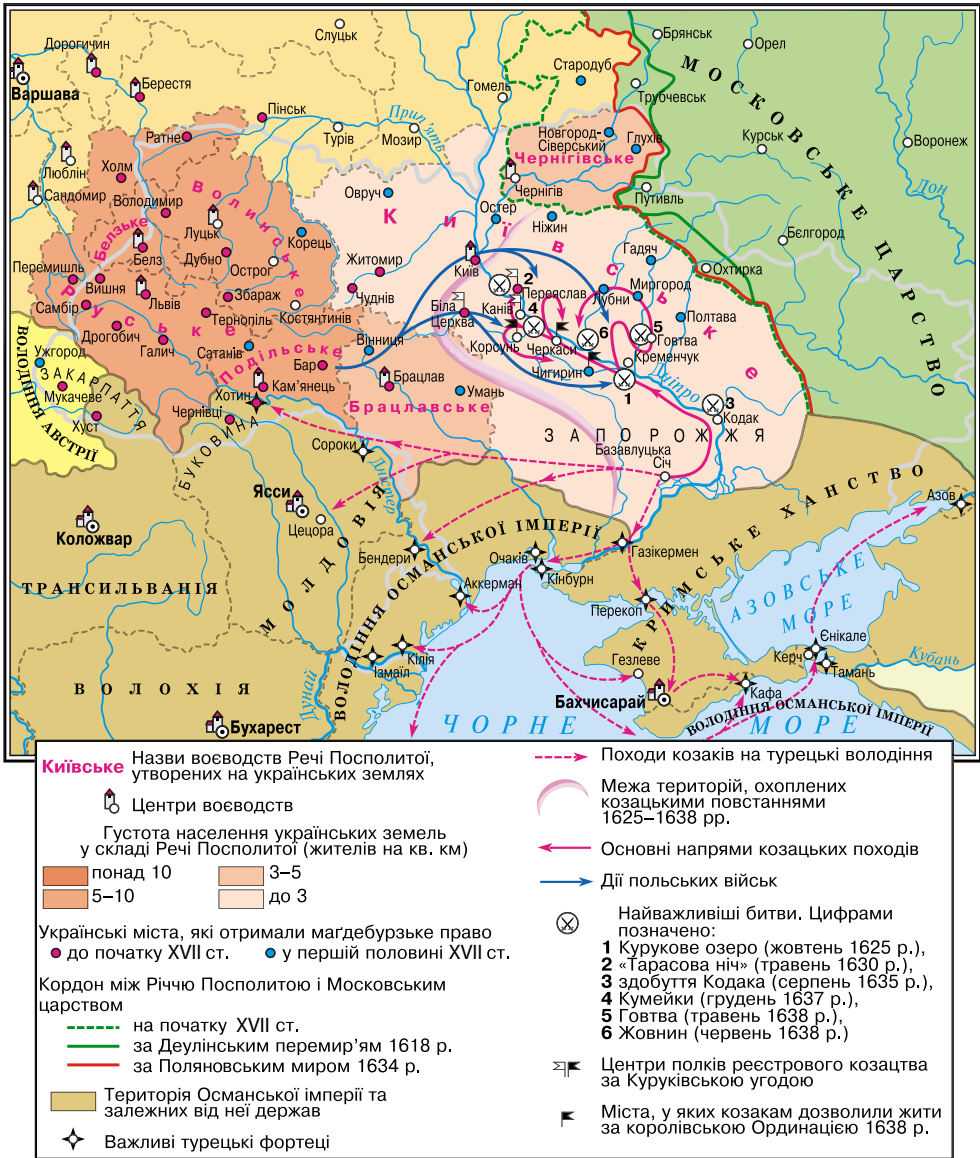 Слуцьк
Брянськ
Орел
Дорогичин
Варшава
Берестя
Стародуб
Трубчевськ
Гомель
Пінськ
Прип'ять
Турів
Мозир
Ратне
Новгород-
Сіверський
Глухів
Чернігівське
Чернігів
Курськ
Воронеж
Дон
МОСКОВСЬКЕ ЦАРСТВО
Люблін
Сандомир
Холм
Володимир
Волинське
Луцьк
Дубно
Острог
Корець
Белзьке
Белз
Овруч
Київське
Остер
Ніжин
Путивль
Бєлгород
Охтирка
Гадяч
Перемишль
Вишня
Самбір
Львів
Збараж
Тернопіль
Костянтинів
Житомир
Чуднів
Київ
2
Переяслав
Лубни
Миргород
Полтава
Руське
Дрогобич
Галич
Сатанів
Подільське
Біла
Церква
Канів
4
Корсунь
Черкаси
6
5
Говтва
Кременчук
Чигирин
1
Дніпро
3
Кодак
ВОЛОДІННЯ АВСТРІЇ
Ужгород
ЗАКАРПАТТЯ
Мукачеве
Хуст
Вінниця
Бар
Кам'янець
Хотин
Чернівці
БУКОВИНА
Брацлав
Брацлавське
Умань
ЗАПОРОЖЖЯ
Базавлуцька
Січ
Сороки
Дністер
Ясси
Цецора
МОЛДОВІЯ
Коложвар
ТРАНСИЛЬВАНІЯ
Бендери
ВОЛОДІННЯ ОСМАНСЬКОЇ ІМПЕРІЇ
Очаків
Кінбурн
Газікермен
Аккерман
Перекоп
КРИМСЬКЕ ХАНСТВО
Азов
АЗОВСЬКЕ
МОРЕ
Кілія
Ізмаїл
Гезлеве
Бахчисарай
Кафа
Керч
Єнікале
Тамань
Кубань
ВОЛОХІЯ
Бухарест
Дунай
ЧОРНЕ МОРЕ
ВОЛОДІННЯ ОСМАНСЬКОЇ ІМПЕРІЇ
Київське Назви воєводств Речі Посполитої,
утворених на українських землях
Центри воєводств
Густота населення українських земель
у складі Речі Посполитої (жителів на кв. км)
понад 10
3–5
5–10
до 3
Українські міста, які отримали маґдебурзьке право
до початку XVII ст.
у першій половині XVII ст.
Кордон між Річчю Посполитою і Московським
царством
на початку XVII ст.
за Деулінським перемир'ям 1618 р.
за Поляновським миром 1634 р.
Територія Османської імперії та
залежних від неї держав
Важливі турецькі фортеці
Походи козаків на турецькі володіння
Межа територій, охоплених
козацькими повстаннями
1625–1638 рр.
Основні напрями козацьких походів
Дії польських військ
Найважливіші битви. Цифрами
позначено:
1 Курукове озеро (жовтень 1625 р.),
2 «Тарасова ніч» (травень 1630 р.),
3 здобуття Кодака (серпень 1635 р.),
4 Кумейки (грудень 1637 р.),
5 Говтва (травень 1638 р.),
6 Жовнин (червень 1638 р.)
Центри полків реєстрового козацтва
за Куруківською угодою
Міста, у яких козакам дозволили жити
за королівською Ординацією 1638 р.